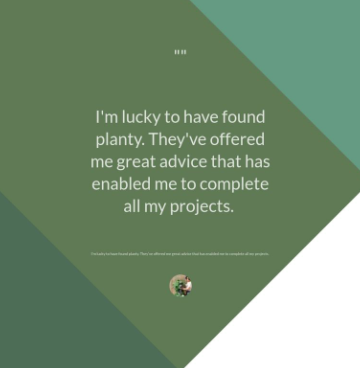 ""
I'm lucky to have found
planty. They've offered
me great advice that has
enabled me to complete
all my projects.
I'm lucky to have found planty. They've offered me great advice that has enabled me to complete all my projects.